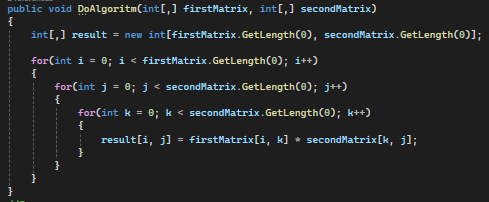 public void DoAlgoritm(int[,] firstMatrix, int[,] secondMatrix)
{
int[,] result = new int[firstMatrix.GetLength(0), secondMatrix.GetLength(0)];
for(int i = 0; i < firstMatrix.GetLength(0); i++)
{
for(int j = 0; j < secondMatrix.GetLength(0); j++)
{
for(int k = 0; k < secondMatrix.GetLength(0); k++)
{
result[i, j] = firstMatrix[i, k] * secondMatrix[k, j];
}
}
}
}